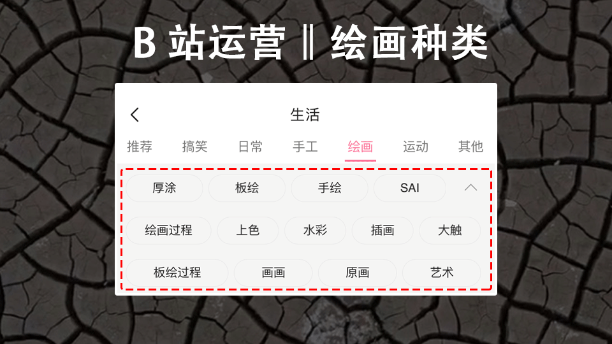 B 站运营‖绘画种类
生活
推荐 搞笑 日常 手工 绘画 运动 其他
厚涂 板绘 手绘 SAI
绘画过程 上色 水彩 插画 大触
板绘过程 画画 原画 艺术